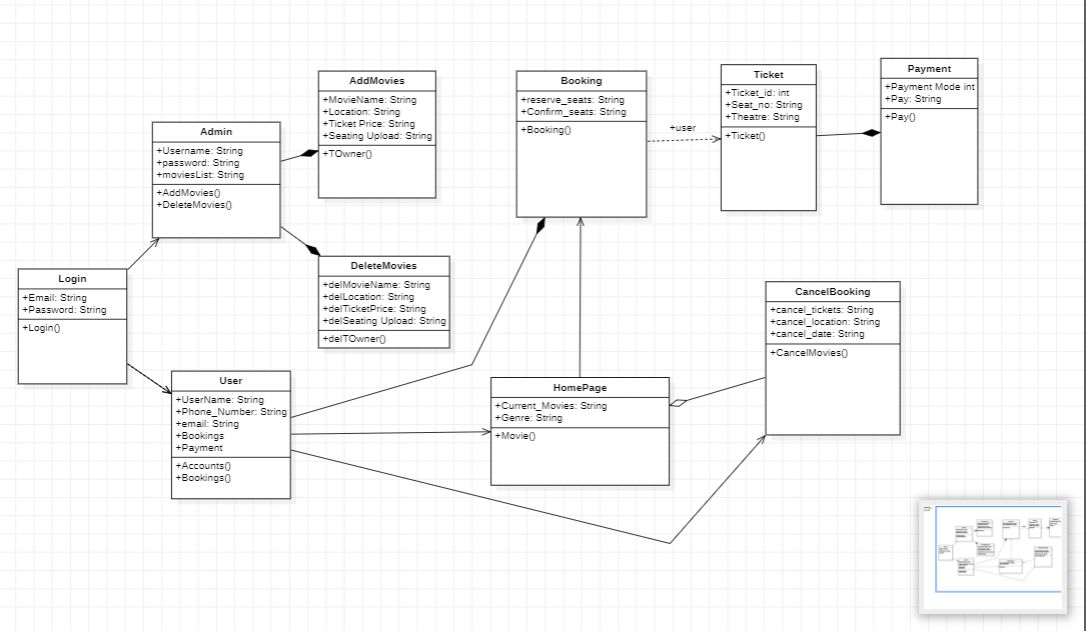 AddMovies
+MovieName: String
+Location: String
+Ticket Price: String
+Seating Upload: String
+TOwner()
Booking
+reserve_seats: String
+Confirm_seats: String
+Booking()
+user
Ticket
+Ticket_id: int
+Seat_no: String
+Theatre: String
+Ticket()
Payment
+Payment Mode int
+Pay: String
+Pay()
Admin
+Username: String
+password: String
+moviesList: String
+AddMovies()
+DeleteMovies()
Login
+Email: String
+Password: String
+Login()
DeleteMovies
+delMovieName: String
+delLocation: String
+delTicketPrice: String
+delSeating Upload: String
+delTOwner()
CancelBooking
+cancel_tickets: String
+cancel_location: String
+cancel_date: String
+CancelMovies()
User
+UserName: String
+Phone_Number: String
+email: String
+Bookings
+Payment
+Accounts()
+Bookings()
HomePage
+Current_Movies: String
+Genre: String
+Movie()